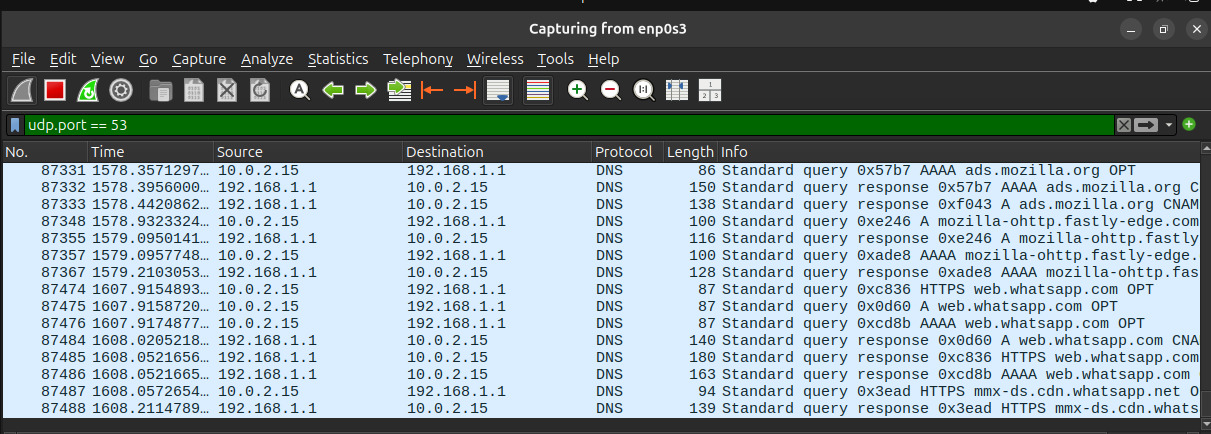 Capturing from enp0s3
File Edit View Go Capture Analyze Statistics Telephony Wireless Tools Help
udp.port == 53
No. Time Source Destination Protocol Length Info
87331 1578.3571297… 10.0.2.15 192.168.1.1 DNS 86 Standard query 0x57b7 AAAA ads.mozilla.org OPT
87332 1578.3956000… 192.168.1.1 10.0.2.15 DNS 150 Standard query response 0x57b7 AAAA ads.mozilla.org C
87333 1578.4420862… 192.168.1.1 10.0.2.15 DNS 138 Standard query response 0xf043 A ads.mozilla.org CNAM
87348 1578.9323324… 10.0.2.15 192.168.1.1 DNS 100 Standard query 0xe246 A mozilla-ohttp.fastly-edge.com
87355 1579.0950141… 192.168.1.1 10.0.2.15 DNS 116 Standard query response 0xe246 A mozilla-ohttp.fastly
87357 1579.0957748… 10.0.2.15 192.168.1.1 DNS 100 Standard query 0xade8 AAAA mozilla-ohttp.fastly-edge.
87367 1579.2103053… 192.168.1.1 10.0.2.15 DNS 128 Standard query response 0xade8 AAAA mozilla-ohttp.fas
87474 1607.9154893… 10.0.2.15 192.168.1.1 DNS 87 Standard query 0xc836 HTTPS web.whatsapp.com OPT
87475 1607.9158720… 10.0.2.15 192.168.1.1 DNS 87 Standard query 0x0d60 A web.whatsapp.com OPT
87476 1607.9174877… 10.0.2.15 192.168.1.1 DNS 87 Standard query 0xcd8b AAAA web.whatsapp.com OPT
87484 1608.0205218… 192.168.1.1 10.0.2.15 DNS 140 Standard query response 0x0d60 A web.whatsapp.com CNA
87485 1608.0521656… 192.168.1.1 10.0.2.15 DNS 180 Standard query response 0xc836 HTTPS web.whatsapp.com
87486 1608.0521665… 192.168.1.1 10.0.2.15 DNS 163 Standard query response 0xcd8b AAAA web.whatsapp.com
87487 1608.0572654… 10.0.2.15 192.168.1.1 DNS 94 Standard query 0x3ead HTTPS mmx-ds.cdn.whatsapp.net O
87488 1608.2114789… 192.168.1.1 10.0.2.15 DNS 139 Standard query response 0x3ead HTTPS mmx-ds.cdn.whats